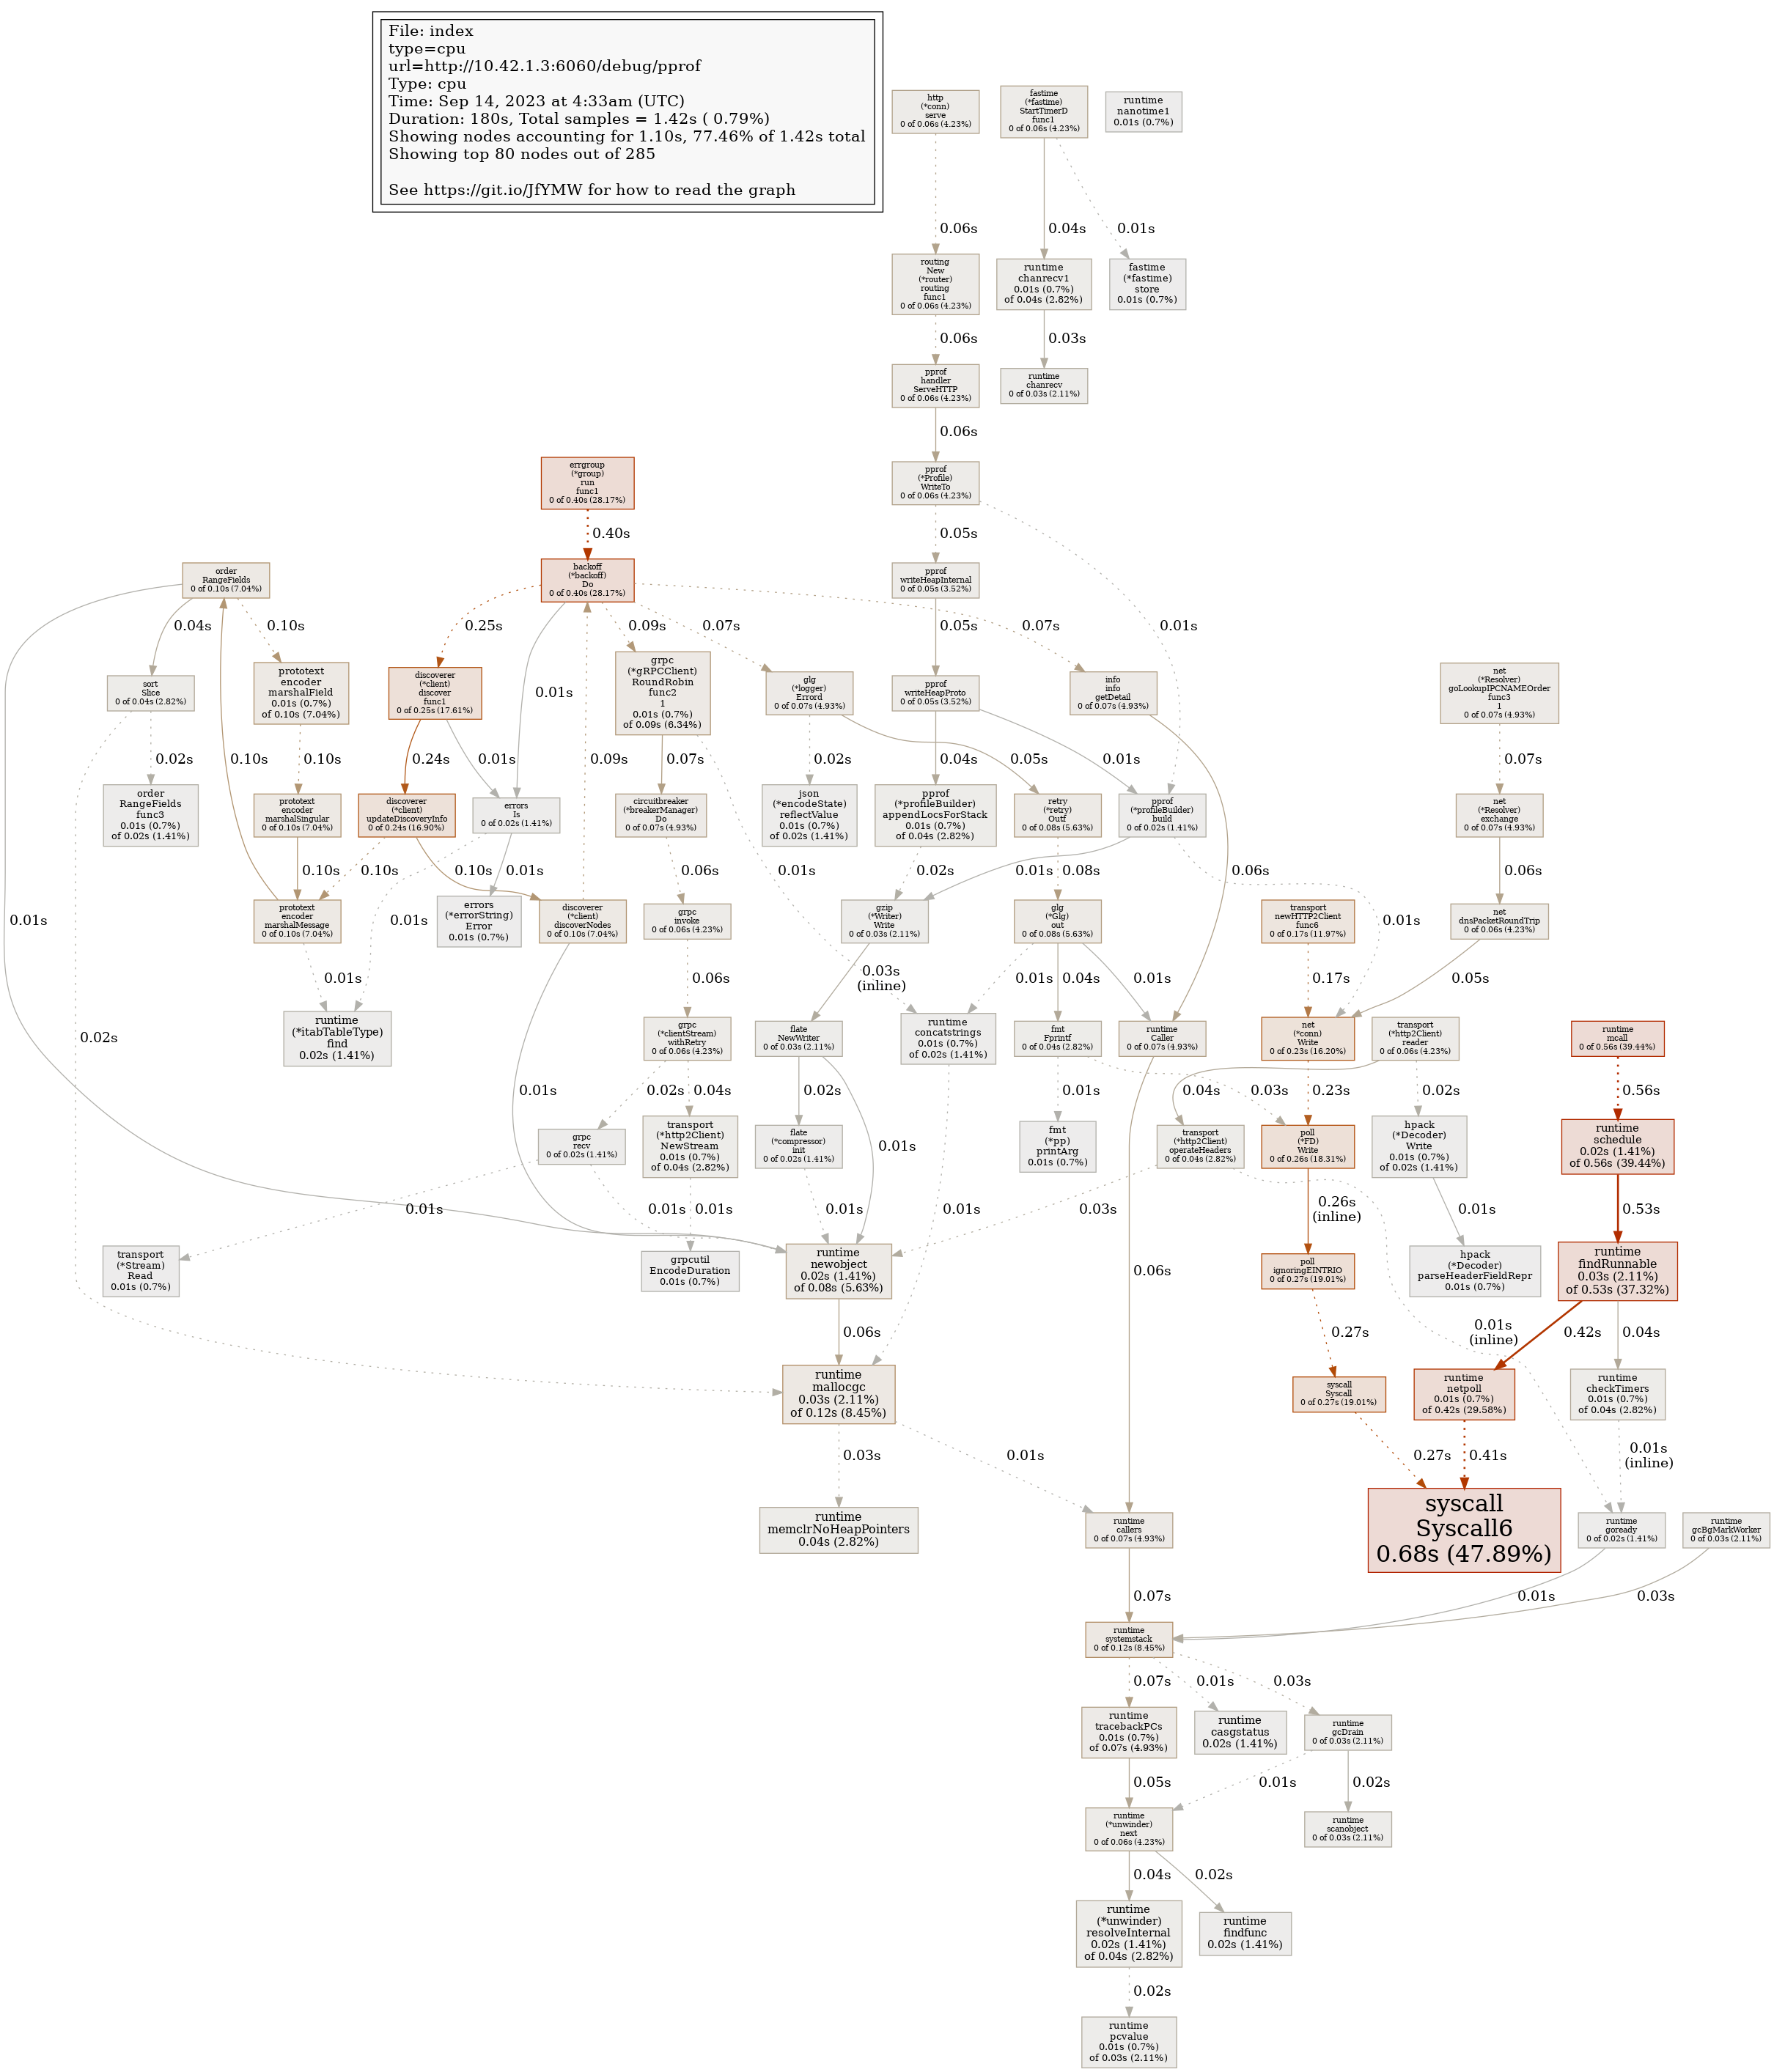 File: index
type=cpu
url=http://10.42.1.3:6060/debug/pprof
Type: cpu
Time: Sep 14, 2023 at 4:33am (UTC)
Duration: 180s, Total samples = 1.42s ( 0.79%)
Showing nodes accounting for 1.10s, 77.46% of 1.42s total
Showing top 80 nodes out of 285
See https://git.io/JfYMW for how to read the graph
http
(*conn)
serve
0 of 0.06s (4.23%)
fastime
(*fastime)
StartTimerD
func1
0 of 0.06s (4.23%)
runtime
nanotime1
0.01s (0.7%)
0.06s
0.04s
0.01s
routing
New
(*router)
routing
func1
0 of 0.06s (4.23%)
runtime
chanrecv1
0.01s (0.7%)
of 0.04s (2.82%)
fastime
(*fastime)
store
0.01s (0.7%)
0.06s
0.03s
pprof
handler
ServeHTTP
0 of 0.06s (4.23%)
runtime
chanrecv
0 of 0.03s (2.11%)
0.06s
errgroup
(*group)
run
func1
0 of 0.40s (28.17%)
pprof
(*Profile)
WriteTo
0 of 0.06s (4.23%)
0.40s
0.05s
order
RangeFields
0 of 0.10s (7.04%)
backoff
(*backoff)
Do
0 of 0.40s (28.17%)
pprof
writeHeapInternal
0 of 0.05s (3.52%)
0.04s
0.10s
0.25s
0.09s
0.07s
0.05s
0.07s
0.01s
sort
Slice
0 of 0.04s (2.82%)
prototext
encoder
marshalField
0.01s (0.7%)
of 0.10s (7.04%)
discoverer
(*client)
discover
func1
0 of 0.25s (17.61%)
0.01s
grpc
(*gRPCClient)
RoundRobin
func2
1
0.01s (0.7%)
of 0.09s (6.34%)
glg
(*logger)
Errord
0 of 0.07s (4.93%)
pprof
writeHeapProto
0 of 0.05s (3.52%)
info
info
getDetail
0 of 0.07s (4.93%)
net
(*Resolver)
goLookupIPCNAMEOrder
func3
1
0 of 0.07s (4.93%)
0.02s
0.10s
0.10s
0.24s
0.01s
0.09s
0.07s
0.02s
0.04s
0.05s
0.01s
0.07s
order
RangeFields
func3
0.01s (0.7%)
of 0.02s (1.41%)
prototext
encoder
marshalSingular
0 of 0.10s (7.04%)
discoverer
(*client)
updateDiscoveryInfo
0 of 0.24s (16.90%)
errors
Is
0 of 0.02s (1.41%)
circuitbreaker
(*breakerManager)
Do
0 of 0.07s (4.93%)
json
(*encodeState)
reflectValue
0.01s (0.7%)
of 0.02s (1.41%)
pprof
(*profileBuilder)
appendLocsForStack
0.01s (0.7%)
of 0.04s (2.82%)
retry
(*retry)
Outf
0 of 0.08s (5.63%)
pprof
(*profileBuilder)
build
0 of 0.02s (1.41%)
net
(*Resolver)
exchange
0 of 0.07s (4.93%)
0.10s
0.10s
0.10s
0.01s
0.06s
0.01s
0.02s
0.01s
0.08s
0.06s
0.06s
0.01s
0.01s
prototext
encoder
marshalMessage
0 of 0.10s (7.04%)
errors
(*errorString)
Error
0.01s (0.7%)
discoverer
(*client)
discoverNodes
0 of 0.10s (7.04%)
grpc
invoke
0 of 0.06s (4.23%)
gzip
(*Writer)
Write
0 of 0.03s (2.11%)
glg
(*Glg)
out
0 of 0.08s (5.63%)
transport
newHTTP2Client
func6
0 of 0.17s (11.97%)
0.01s
net
dnsPacketRoundTrip
0 of 0.06s (4.23%)
0.01s
0.06s
0.03s
(inline)
0.01s
0.04s
0.01s
0.17s
0.05s
runtime
(*itabTableType)
find
0.02s (1.41%)
0.02s
grpc
(*clientStream)
withRetry
0 of 0.06s (4.23%)
flate
NewWriter
0 of 0.03s (2.11%)
runtime
concatstrings
0.01s (0.7%)
of 0.02s (1.41%)
fmt
Fprintf
0 of 0.04s (2.82%)
runtime
Caller
0 of 0.07s (4.93%)
net
(*conn)
Write
0 of 0.23s (16.20%)
transport
(*http2Client)
reader
0 of 0.06s (4.23%)
runtime
mcall
0 of 0.56s (39.44%)
0.01s
0.02s
0.04s
0.02s
0.01s
0.03s
0.04s
0.23s
0.02s
0.56s
grpc
recv
0 of 0.02s (1.41%)
transport
(*http2Client)
NewStream
0.01s (0.7%)
of 0.04s (2.82%)
flate
(*compressor)
init
0 of 0.02s (1.41%)
0.01s
fmt
(*pp)
printArg
0.01s (0.7%)
transport
(*http2Client)
operateHeaders
0 of 0.04s (2.82%)
poll
(*FD)
Write
0 of 0.26s (18.31%)
hpack
(*Decoder)
Write
0.01s (0.7%)
of 0.02s (1.41%)
runtime
schedule
0.02s (1.41%)
of 0.56s (39.44%)
0.01s
0.01s
0.01s
0.01s
0.01s
0.03s
0.26s
(inline)
0.01s
0.53s
transport
(*Stream)
Read
0.01s (0.7%)
grpcutil
EncodeDuration
0.01s (0.7%)
runtime
newobject
0.02s (1.41%)
of 0.08s (5.63%)
0.06s
poll
ignoringEINTRIO
0 of 0.27s (19.01%)
hpack
(*Decoder)
parseHeaderFieldRepr
0.01s (0.7%)
runtime
findRunnable
0.03s (2.11%)
of 0.53s (37.32%)
0.06s
0.27s
0.01s
(inline)
0.42s
0.04s
runtime
mallocgc
0.03s (2.11%)
of 0.12s (8.45%)
syscall
Syscall
0 of 0.27s (19.01%)
runtime
netpoll
0.01s (0.7%)
of 0.42s (29.58%)
runtime
checkTimers
0.01s (0.7%)
of 0.04s (2.82%)
0.03s
0.01s
0.27s
0.41s
0.01s
(inline)
runtime
memclrNoHeapPointers
0.04s (2.82%)
runtime
callers
0 of 0.07s (4.93%)
syscall
Syscall6
0.68s (47.89%)
runtime
goready
0 of 0.02s (1.41%)
runtime
gcBgMarkWorker
0 of 0.03s (2.11%)
0.07s
0.01s
0.03s
runtime
systemstack
0 of 0.12s (8.45%)
0.07s
0.01s
0.03s
runtime
tracebackPCs
0.01s (0.7%)
of 0.07s (4.93%)
runtime
casgstatus
0.02s (1.41%)
runtime
gcDrain
0 of 0.03s (2.11%)
0.05s
0.01s
0.02s
runtime
(*unwinder)
next
0 of 0.06s (4.23%)
runtime
scanobject
0 of 0.03s (2.11%)
0.04s
0.02s
runtime
(*unwinder)
resolveInternal
0.02s (1.41%)
of 0.04s (2.82%)
runtime
findfunc
0.02s (1.41%)
0.02s
runtime
pcvalue
0.01s (0.7%)
of 0.03s (2.11%)